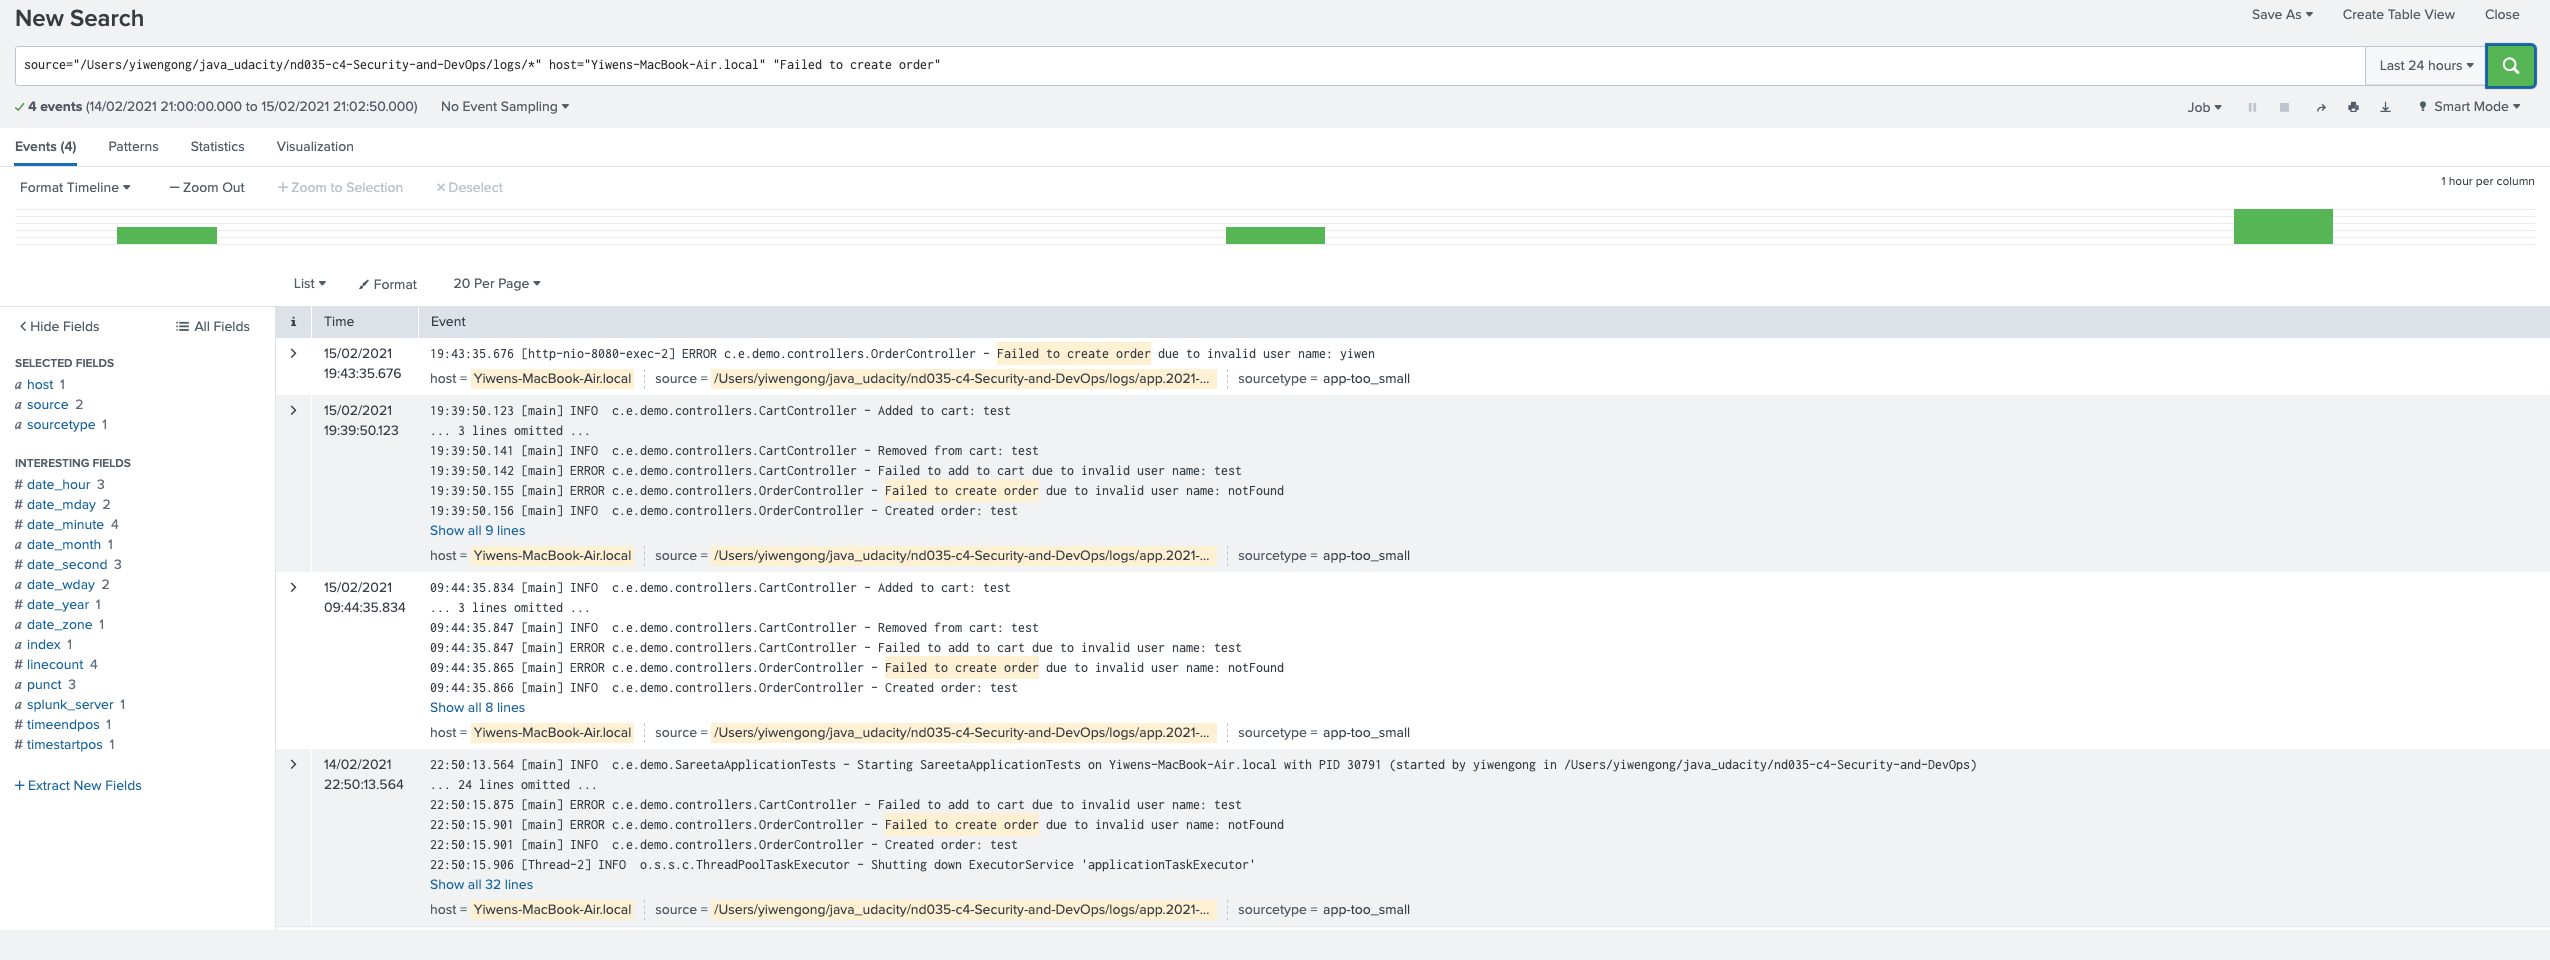 New Search
Save As Create Table View Close
source="/Users/yiwengong/java_udacity/nd035-c4-Security-and-DevOps/logs/*" host="Yiwens-MacBook-Air.local" "Failed to create order"
Last 24 hours
4 events (14/02/2021 21:00:00.000 to 15/02/2021 21:02:50.000) No Event Sampling
Job Smart Mode
Events (4) Patterns Statistics Visualization
Format Timeline — Zoom Out + Zoom to Selection × Deselect
1 hour per column
List Format 20 Per Page
< Hide Fields All Fields
SELECTED FIELDS
a host 1
a source 2
a sourcetype 1
INTERESTING FIELDS
# date_hour 3
# date_mday 2
# date_minute 4
a date_month 1
# date_second 3
a date_wday 2
# date_year 1
a date_zone 1
a index 1
# linecount 4
a punct 3
a splunk_server 1
# timeendpos 1
# timestartpos 1
+ Extract New Fields
i Time Event
> 15/02/2021
19:43:35.676
19:43:35.676 [http-nio-8080-exec-2] ERROR c.e.demo.controllers.OrderController - Failed to create order due to invalid user name: yiwen
host = Yiwens-MacBook-Air.local source = /Users/yiwengong/java_udacity/nd035-c4-Security-and-DevOps/logs/app.2021-... sourcetype = app-too_small
> 15/02/2021
19:39:50.123
19:39:50.123 [main] INFO  c.e.demo.controllers.CartController - Added to cart: test
... 3 lines omitted ...
19:39:50.141 [main] INFO  c.e.demo.controllers.CartController - Removed from cart: test
19:39:50.142 [main] ERROR c.e.demo.controllers.CartController - Failed to add to cart due to invalid user name: test
19:39:50.155 [main] ERROR c.e.demo.controllers.OrderController - Failed to create order due to invalid user name: notFound
19:39:50.156 [main] INFO  c.e.demo.controllers.OrderController - Created order: test
Show all 9 lines
host = Yiwens-MacBook-Air.local source = /Users/yiwengong/java_udacity/nd035-c4-Security-and-DevOps/logs/app.2021-... sourcetype = app-too_small
> 15/02/2021
09:44:35.834
09:44:35.834 [main] INFO  c.e.demo.controllers.CartController - Added to cart: test
... 3 lines omitted ...
09:44:35.847 [main] INFO  c.e.demo.controllers.CartController - Removed from cart: test
09:44:35.847 [main] ERROR c.e.demo.controllers.CartController - Failed to add to cart due to invalid user name: test
09:44:35.865 [main] ERROR c.e.demo.controllers.OrderController - Failed to create order due to invalid user name: notFound
09:44:35.866 [main] INFO  c.e.demo.controllers.OrderController - Created order: test
Show all 8 lines
host = Yiwens-MacBook-Air.local source = /Users/yiwengong/java_udacity/nd035-c4-Security-and-DevOps/logs/app.2021-... sourcetype = app-too_small
> 14/02/2021
22:50:13.564
22:50:13.564 [main] INFO  c.e.demo.SareetaApplicationTests - Starting SareetaApplicationTests on Yiwens-MacBook-Air.local with PID 30791 (started by yiwengong in /Users/yiwengong/java_udacity/nd035-c4-Security-and-DevOps)
... 24 lines omitted ...
22:50:15.875 [main] ERROR c.e.demo.controllers.CartController - Failed to add to cart due to invalid user name: test
22:50:15.901 [main] ERROR c.e.demo.controllers.OrderController - Failed to create order due to invalid user name: notFound
22:50:15.901 [main] INFO  c.e.demo.controllers.OrderController - Created order: test
22:50:15.906 [Thread-2] INFO  o.s.s.c.ThreadPoolTaskExecutor - Shutting down ExecutorService 'applicationTaskExecutor'
Show all 32 lines
host = Yiwens-MacBook-Air.local source = /Users/yiwengong/java_udacity/nd035-c4-Security-and-DevOps/logs/app.2021-... sourcetype = app-too_small